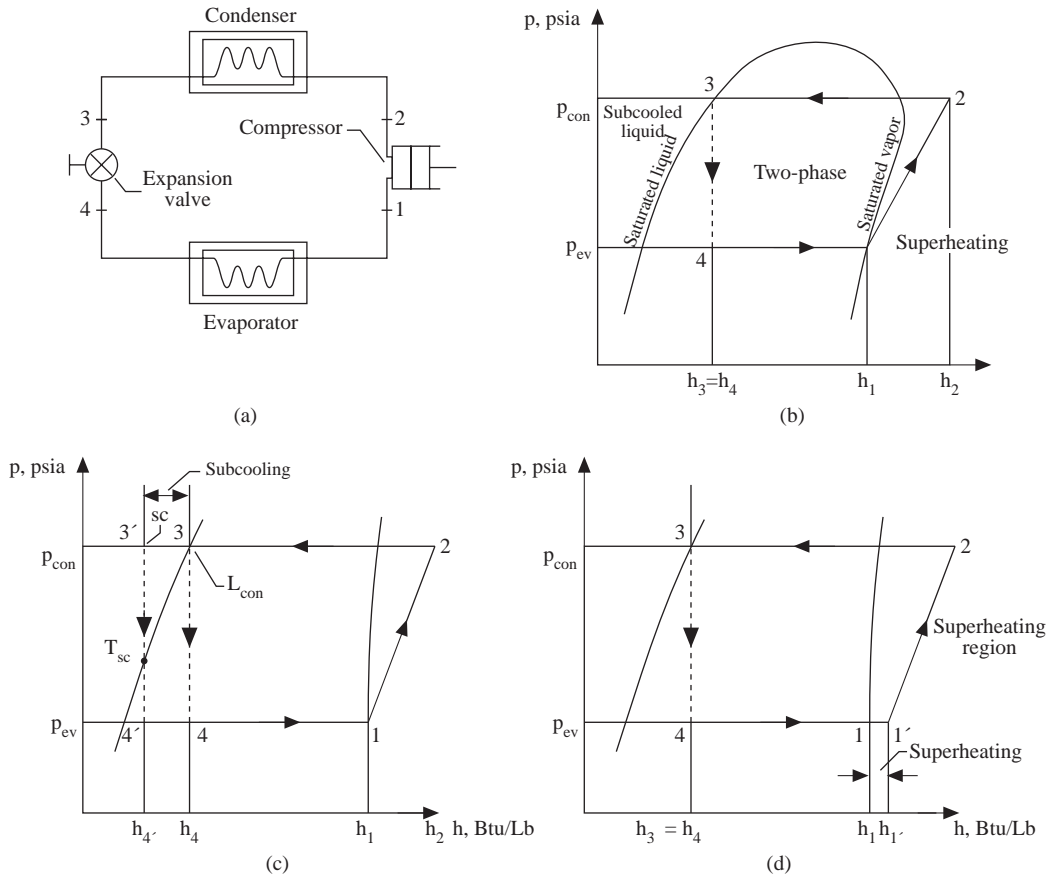 Condenser
3
2
Compressor
Expansion
valve
4
1
Evaporator
(a)
p, psia
3
2
p_con
Subcooled
liquid
Saturated liquid
Two-phase
Saturated vapor
p_ev
4
Superheating
h_3=h_4
h_1
h_2
(b)
p, psia
Subcooling
sc
3´
3
2
p_con
L_con
T_sc
p_ev
4´
4
1
h_4´
h_4
h_1
h_2
h, Btu/Lb
(c)
p, psia
3
2
p_con
Superheating
region
p_ev
4
1
1´
Superheating
h_3 = h_4
h_1
h_1´
h, Btu/Lb
(d)